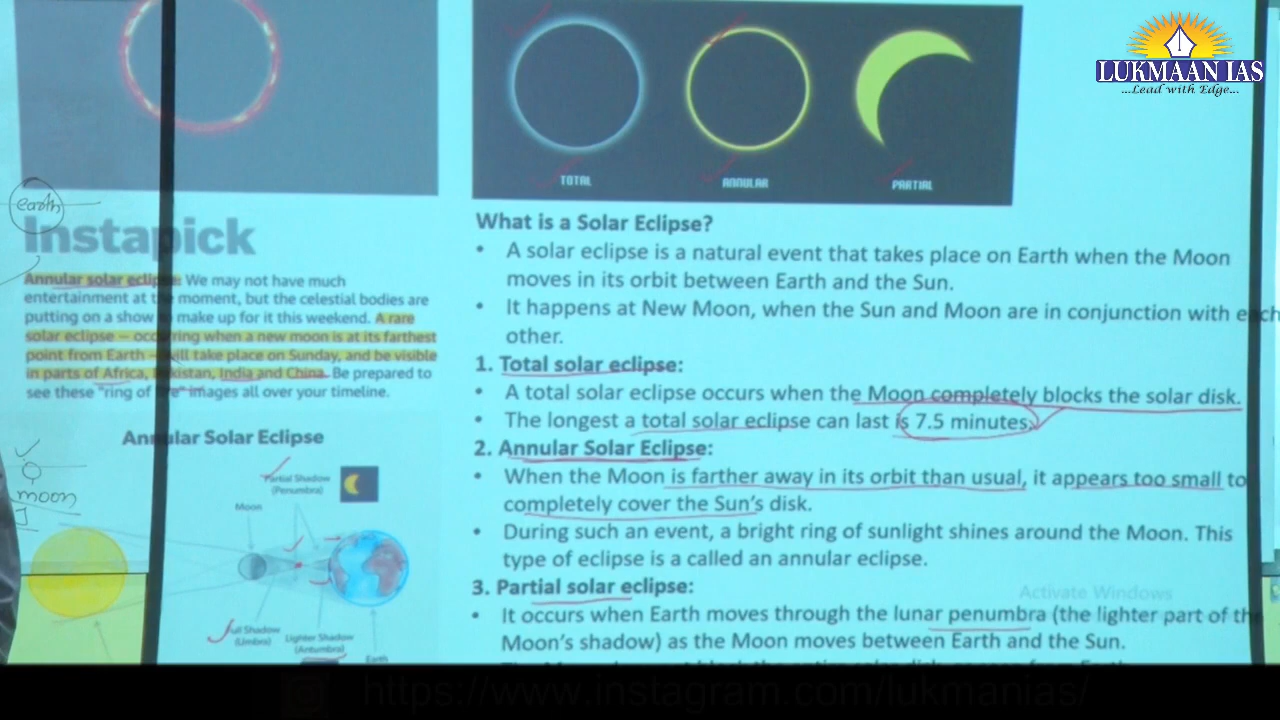 LUKMAAN IAS
...Lead with Edge...
TOTAL
ANNULAR
PARTIAL
earth
Instapick
Annular solar eclipse: We may not have much
entertainment at the moment, but the celestial bodies are
putting on a show to make up for it this weekend. A rare
solar eclipse — occurring when a new moon is at its farthest
point from Earth — will take place on Sunday, and be visible
in parts of Africa, Pakistan, India and China. Be prepared to
see these "ring of fire" images all over your timeline.
Annular Solar Eclipse
Partial Shadow
(Penumbra)
Moon
moon
Full Shadow
(Umbra)
Lighter Shadow
(Antumbra)
Earth
What is a Solar Eclipse?
• A solar eclipse is a natural event that takes place on Earth when the Moon
moves in its orbit between Earth and the Sun.
• It happens at New Moon, when the Sun and Moon are in conjunction with each
other.
1. Total solar eclipse:
• A total solar eclipse occurs when the Moon completely blocks the solar disk.
• The longest a total solar eclipse can last is 7.5 minutes.
2. Annular Solar Eclipse:
• When the Moon is farther away in its orbit than usual, it appears too small to
completely cover the Sun's disk.
• During such an event, a bright ring of sunlight shines around the Moon. This
type of eclipse is a called an annular eclipse.
3. Partial solar eclipse:
• It occurs when Earth moves through the lunar penumbra (the lighter part of the
Moon's shadow) as the Moon moves between Earth and the Sun.
Activate Windows
https://www.instagram.com/lukmanias/